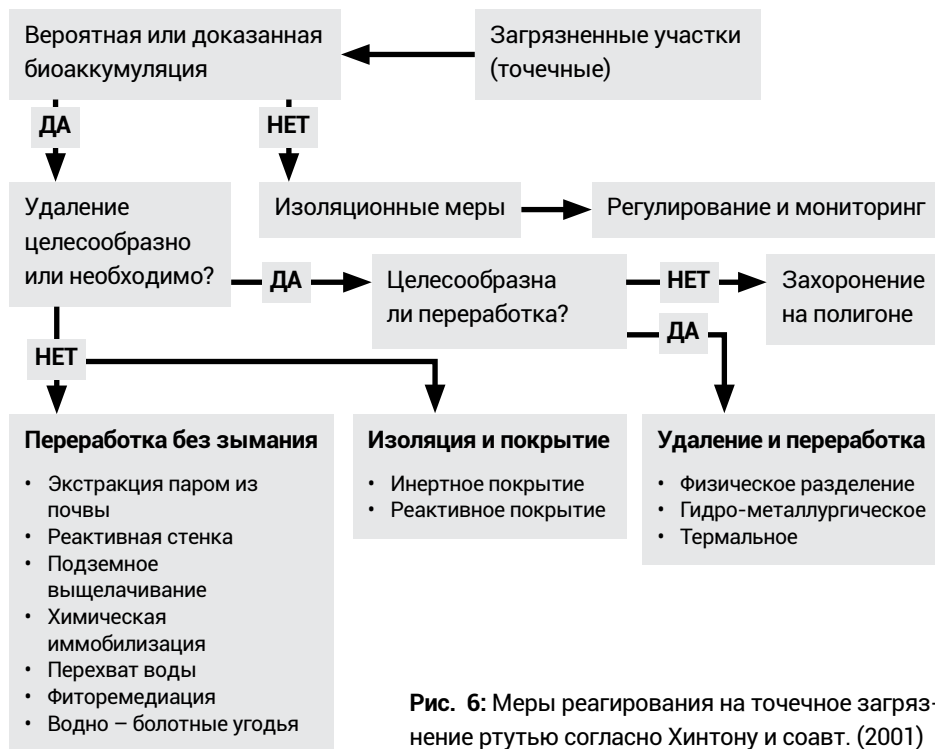 Вероятная или доказанная
биоаккумуляция
Загрязненные участки
(точечные)
ДА
НЕТ
Удаление
целесообразно
или необходимо?
Изоляционные меры
Регулирование и мониторинг
ДА
Целесообразна
ли переработка?
НЕТ
Захоронение
на полигоне
ДА
НЕТ
Переработка без зымания
• Экстракция паром из
почвы
• Реактивная стенка
• Подземное
выщелачивание
• Химическая
иммобилизация
• Перехват воды
• Фиторемедиация
• Водно – болотные угодья
Изоляция и покрытие
• Инертное покрытие
• Реактивное покрытие
Удаление и переработка
• Физическое разделение
• Гидро-металлургическое
• Термальное
Рис. 6: Меры реагирования на точечное загряз-
нение ртутью согласно Хинтону и соавт. (2001)